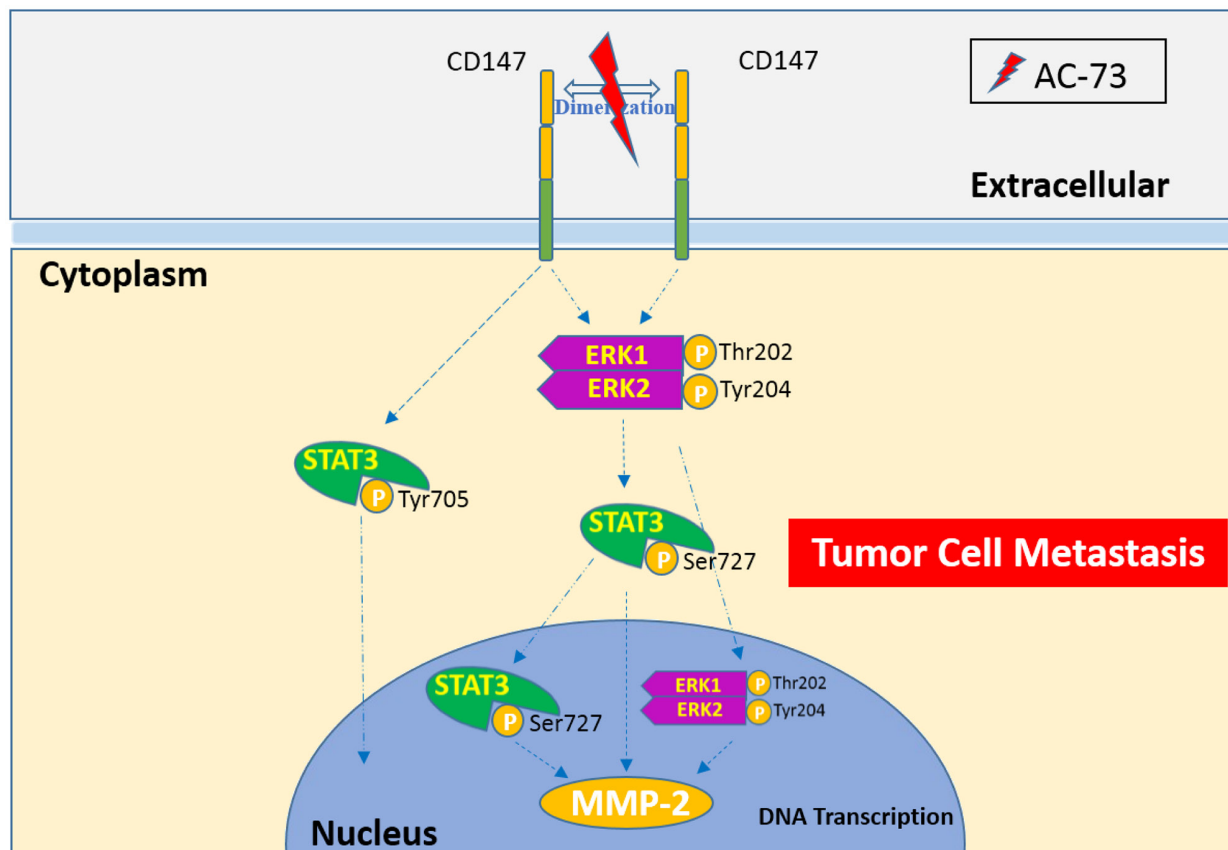 CD147
CD147
AC-73
Dimerization
Extracellular
Cytoplasm
ERK1
P
Thr202
ERK2
P
Tyr204
STAT3
P
Tyr705
STAT3
P
Ser727
Tumor Cell Metastasis
STAT3
P
Ser727
ERK1
P
Thr202
ERK2
P
Tyr204
MMP-2
DNA Transcription
Nucleus